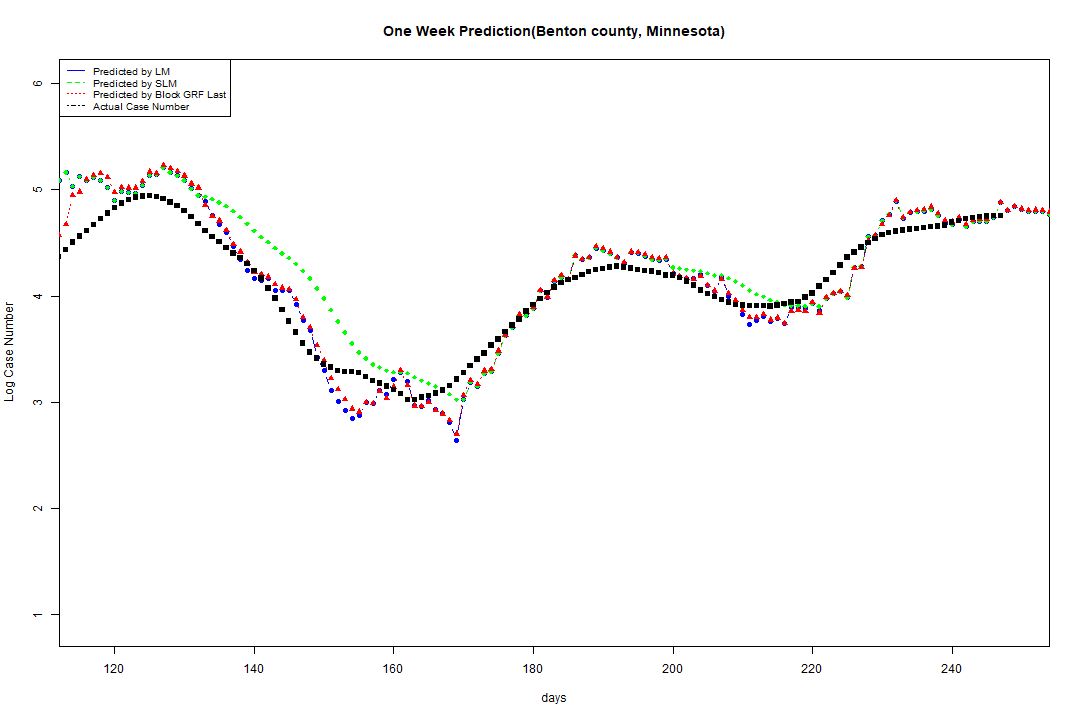 One Week Prediction(Benton county, Minnesota)
Predicted by LM
Predicted by SLM
Predicted by Block GRF Last
Actual Case Number
6
5
4
3
2
1
Log Case Number
120 140 160 180 200 220 240
days